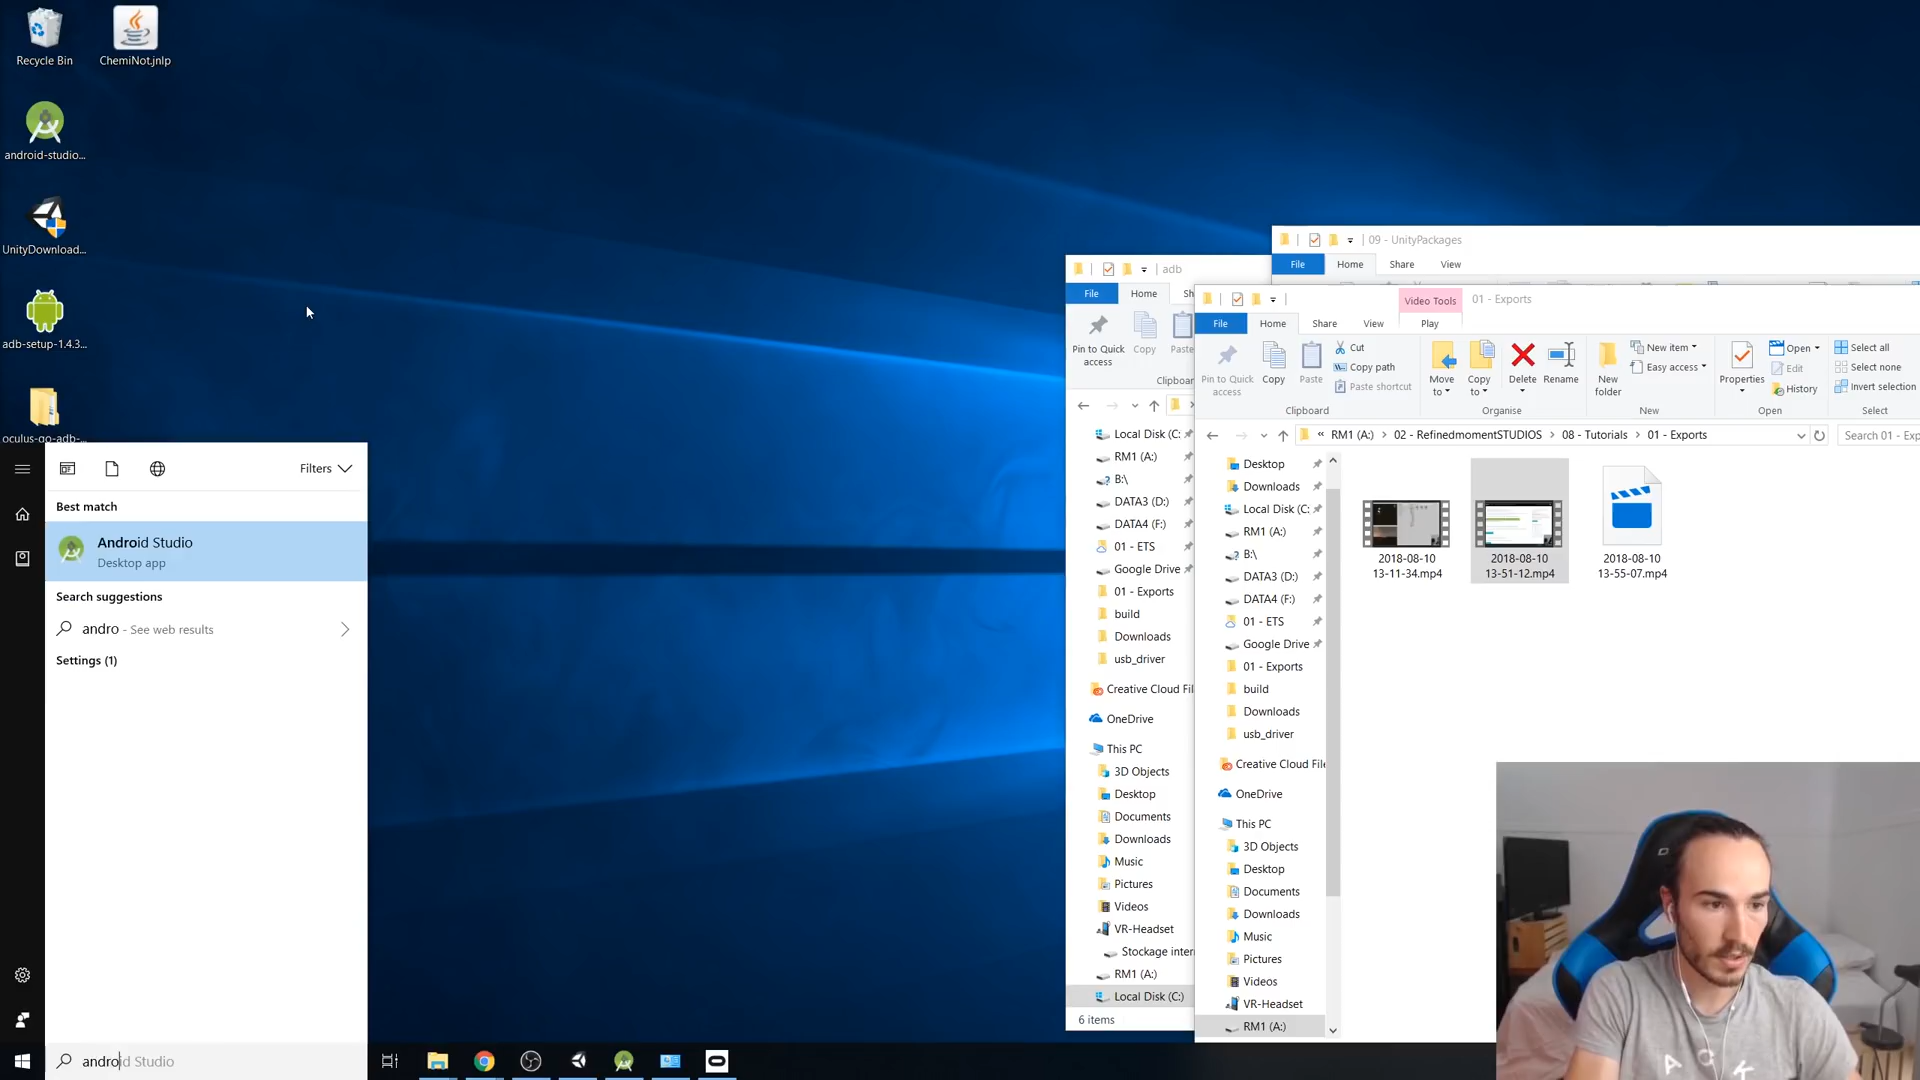 Recycle Bin
ChemiNot.jnlp
android-studio...
UnityDownload...
adb-setup-1.4.3...
oculus-go-adb-...
Filters
Best match
Android Studio
Desktop app
Search suggestions
andro - See web results
Settings (1)
android Studio
09 - UnityPackages
File Home Share View
adb
File Home Sh
Pin to Quick access
Copy
Paste
Clipboar
Local Disk (C:
RM1 (A:)
B:\
DATA3 (D:)
DATA4 (F:)
01 - ETS
Google Drive
01 - Exports
build
Downloads
usb_driver
Creative Cloud Fil
OneDrive
This PC
3D Objects
Desktop
Documents
Downloads
Music
Pictures
Videos
VR-Headset
Stockage inter
RM1 (A:)
Local Disk (C:)
6 items
Video Tools
01 - Exports
File Home Share View Play
Pin to Quick access
Copy
Paste
Cut
Copy path
Paste shortcut
Clipboard
Move to
Copy to
Delete
Rename
Organise
New folder
New item
Easy access
New
Properties
Open
Edit
History
Open
Select all
Select none
Invert selection
Select
« RM1 (A:) > 02 - RefinedmomentSTUDIOS > 08 - Tutorials > 01 - Exports
Search 01 - Exp
Desktop
Downloads
Local Disk (C:
RM1 (A:)
B:\
DATA3 (D:)
DATA4 (F:)
01 - ETS
Google Drive
01 - Exports
build
Downloads
usb_driver
Creative Cloud File
OneDrive
This PC
3D Objects
Desktop
Documents
Downloads
Music
Pictures
Videos
VR-Headset
RM1 (A:)
2018-08-10 13-11-34.mp4
2018-08-10 13-51-12.mp4
2018-08-10 13-55-07.mp4